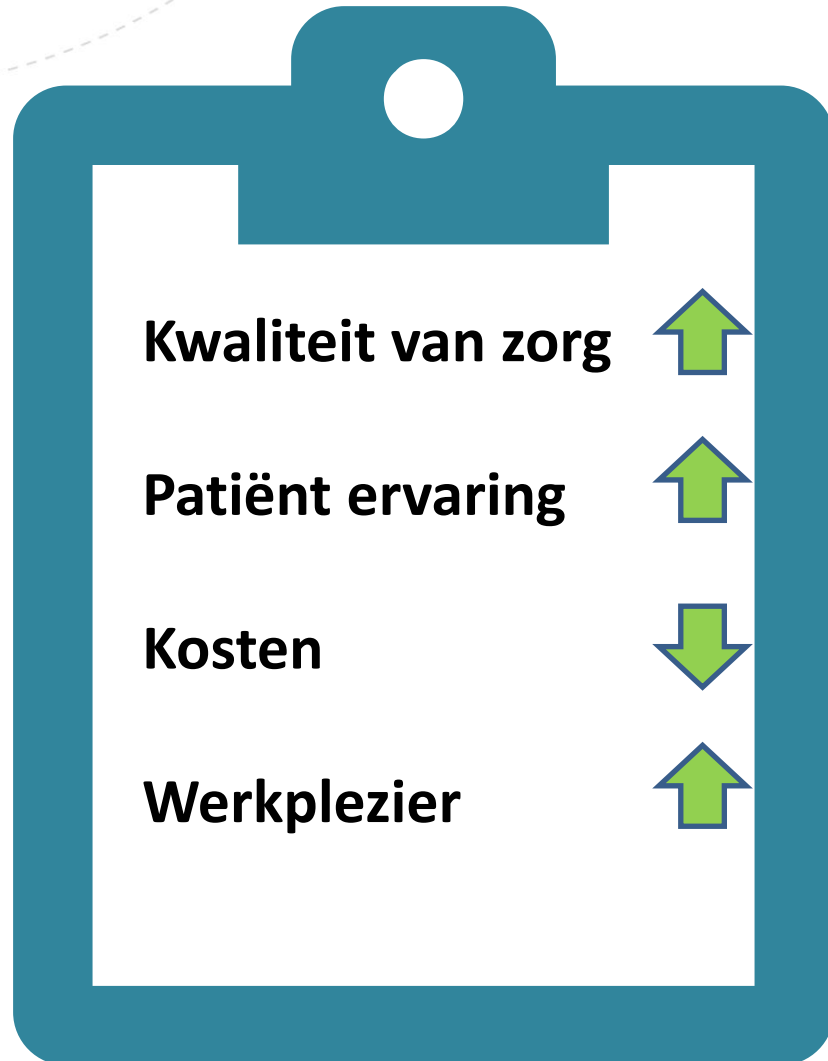 Kwaliteit van zorg
Patiënt ervaring
Kosten
Werkplezier